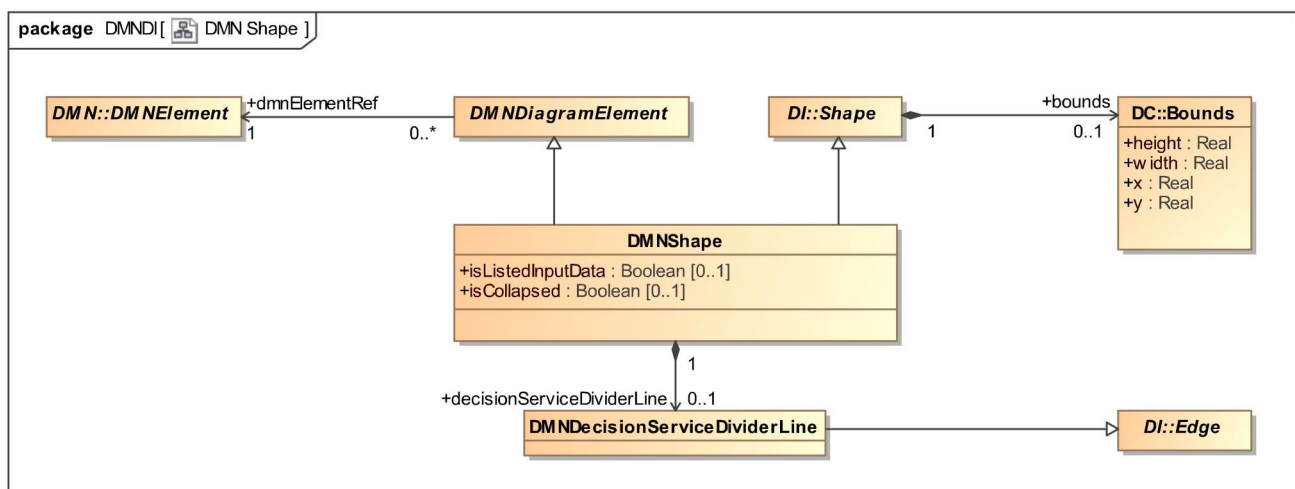 package DMNDI[ DMN Shape ]
DMN::DMNElement
+dmnElementRef
1
0..*
DMNDiagramElement
DI::Shape
1
+bounds
0..1
DC::Bounds
+height : Real
+width : Real
+x : Real
+y : Real
DMNShape
+isListedInputData : Boolean [0..1]
+isCollapsed : Boolean [0..1]
1
+decisionServiceDividerLine
0..1
DMNDecisionServiceDividerLine
DI::Edge